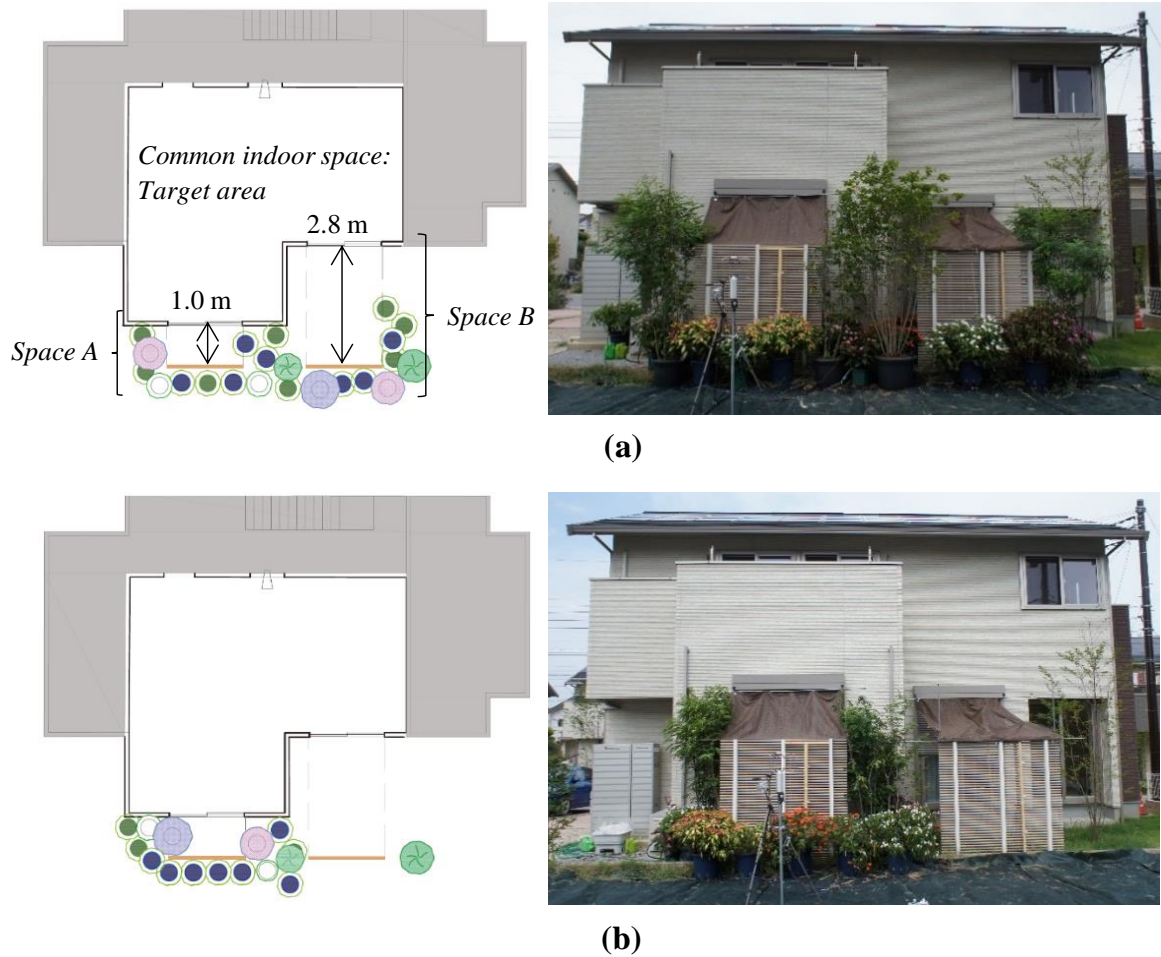 Common indoor space:
Target area
2.8 m
1.0 m
Space A
Space B
(a)
(b)